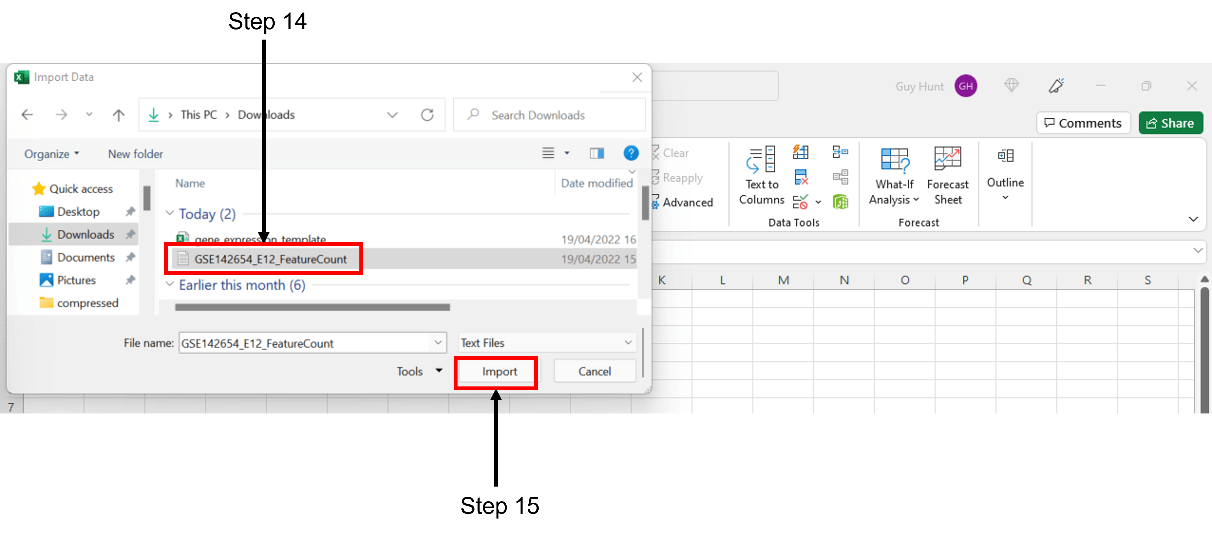 Step 14
Import Data
Guy Hunt GH
This PC Downloads Search Downloads
Comments Share
Organize New folder ?
Clear
Reapply
Advanced
Text to Columns
Data Tools
What-If Analysis
Forecast Sheet
Forecast
Outline
Name Date modified
Quick access
Desktop
Downloads
Documents
Pictures
compressed
Today (2)
gene_expression_template 19/04/2022 16
GSE142654_E12_FeatureCount 19/04/2022 15
Earlier this month (6)
K L M N O P Q R S
File name: GSE142654_E12_FeatureCount Text Files
Tools Import Cancel
7
Step 15